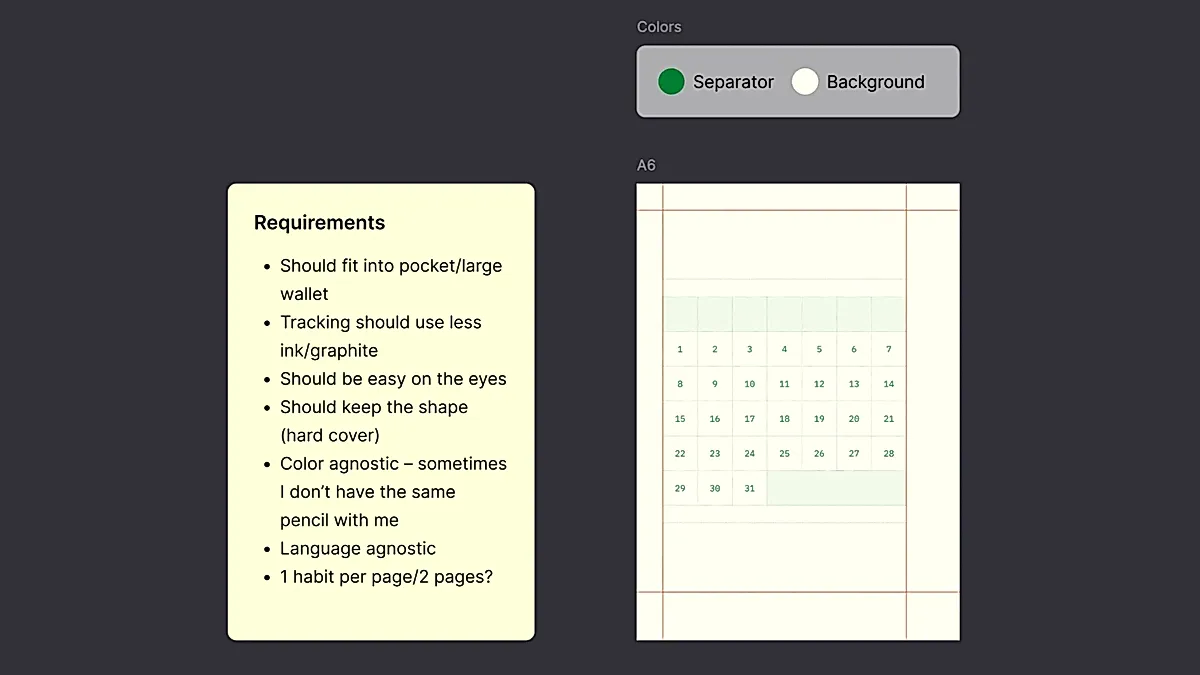 Colors
Separator Background
A6
Requirements
• Should fit into pocket/large
wallet
• Tracking should use less
ink/graphite
• Should be easy on the eyes
• Should keep the shape
(hard cover)
• Color agnostic – sometimes
I don’t have the same
pencil with me
• Language agnostic
• 1 habit per page/2 pages?
1 2 3 4 5 6 7
8 9 10 11 12 13 14
15 16 17 18 19 20 21
22 23 24 25 26 27 28
29 30 31